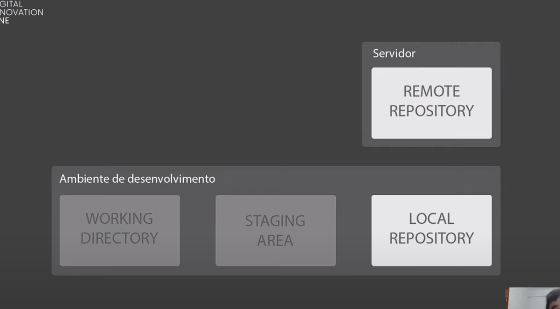 GITAL
NOVATION
NE
Servidor
REMOTE
REPOSITORY
Ambiente de desenvolvimento
WORKING
DIRECTORY
STAGING
AREA
LOCAL
REPOSITORY